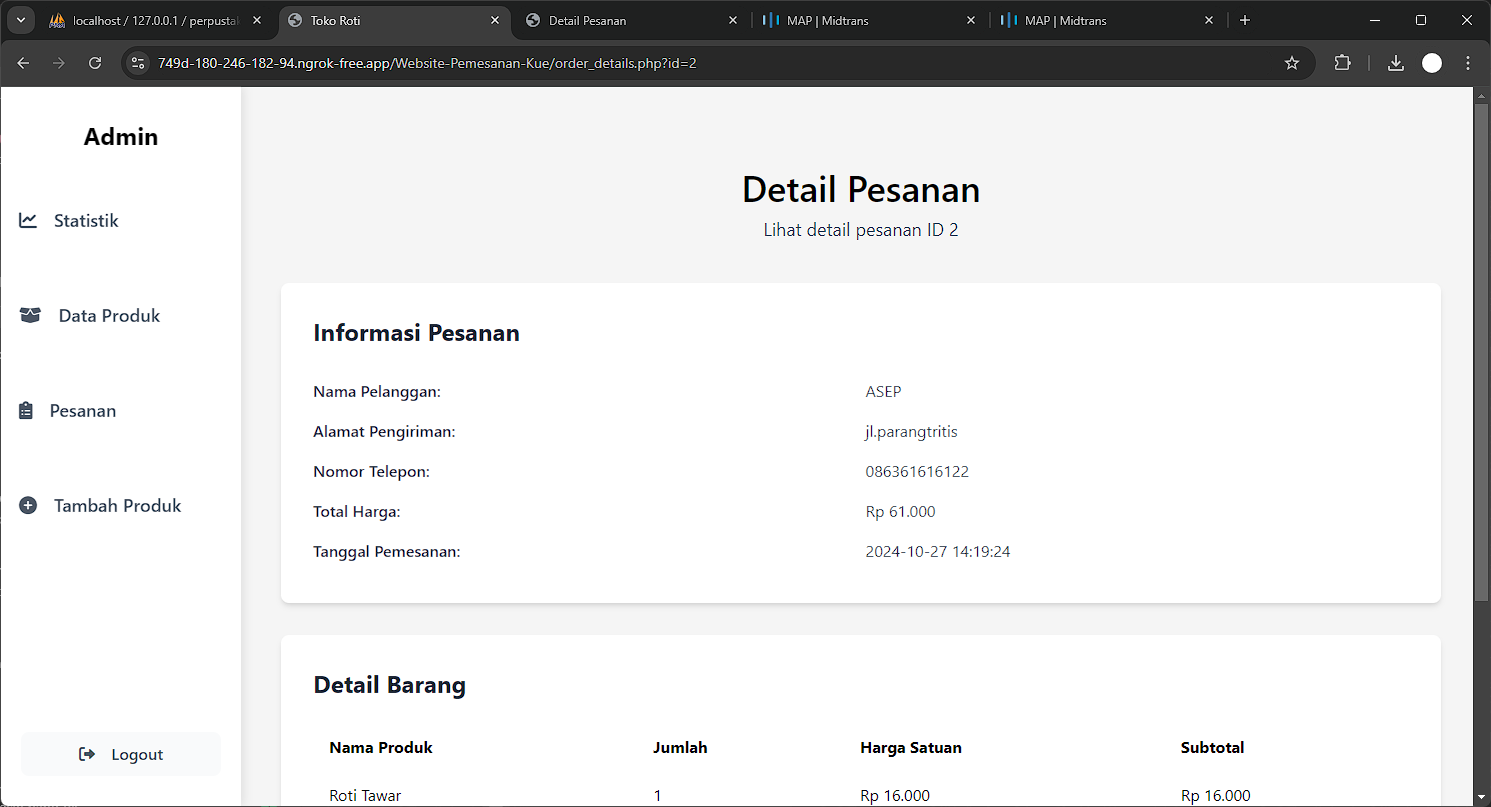 localhost / 127.0.0.1 / perpustak
Toko Roti
Detail Pesanan
MAP | Midtrans
MAP | Midtrans
749d-180-246-182-94.ngrok-free.app/Website-Pemesanan-Kue/order_details.php?id=2
Admin
Statistik
Data Produk
Pesanan
Tambah Produk
Logout
Detail Pesanan
Lihat detail pesanan ID 2
Informasi Pesanan
Nama Pelanggan: ASEP
Alamat Pengiriman: jl.parangtritis
Nomor Telepon: 086361616122
Total Harga: Rp 61.000
Tanggal Pemesanan: 2024-10-27 14:19:24
Detail Barang
Nama Produk Jumlah Harga Satuan Subtotal
Roti Tawar 1 Rp 16.000 Rp 16.000